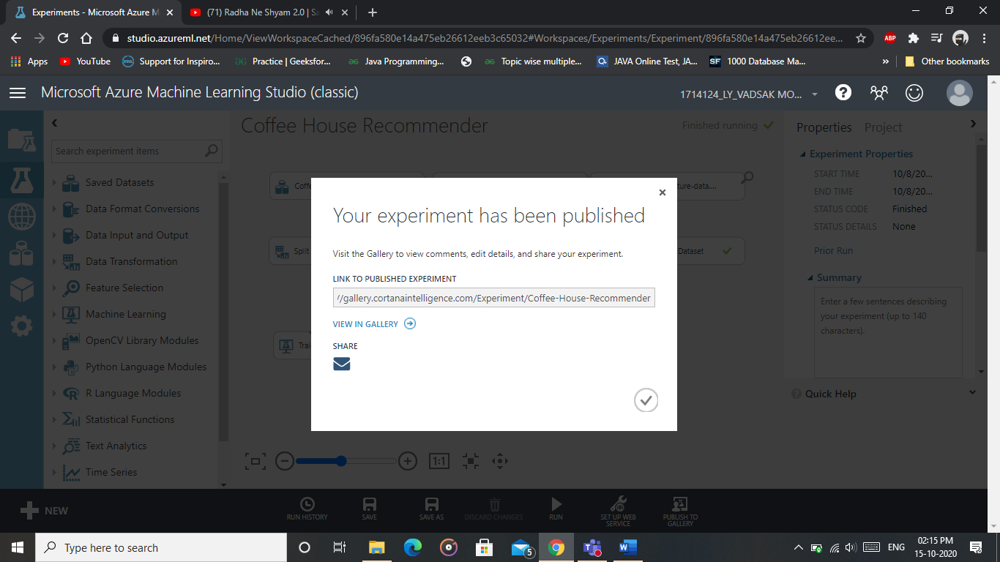 Experiments - Microsoft Azure M
(71) Radha Ne Shyam 2.0 | Sa
studio.azureml.net/Home/ViewWorkspaceCached/896fa580e14a475eb26612eeb3c65032#Workspaces/Experiments/Experiment/896fa580e14a475eb26612ee...
ABP
Apps
YouTube
Support for Inspiro...
Practice | Geeksfor...
Java Programming...
Topic wise multiple...
JAVA Online Test, JA...
SF
1000 Database Ma...
»
Other bookmarks
Microsoft Azure Machine Learning Studio (classic)
1714124_LY_VADSAK MO...
Search experiment items
Saved Datasets
Data Format Conversions
Data Input and Output
Data Transformation
Feature Selection
Machine Learning
OpenCV Library Modules
Python Language Modules
R Language Modules
Statistical Functions
Text Analytics
Time Series
Coffee House Recommender
Finished running
Coffe
ture-data....
Split
Dataset
Trai
Your experiment has been published
Visit the Gallery to view comments, edit details, and share your experiment.
LINK TO PUBLISHED EXPERIMENT
//gallery.cortanaintelligence.com/Experiment/Coffee-House-Recommender
VIEW IN GALLERY
SHARE
1:1
Properties Project
Experiment Properties
START TIME 10/8/20...
END TIME 10/8/20...
STATUS CODE Finished
STATUS DETAILS None
Prior Run
Summary
Enter a few sentences describing
your experiment (up to 140
characters).
Quick Help
NEW
RUN HISTORY
SAVE
SAVE AS
DISCARD CHANGES
RUN
SET UP WEB
SERVICE
PUBLISH TO
GALLERY
Type here to search
5
ENG
02:15 PM
15-10-2020